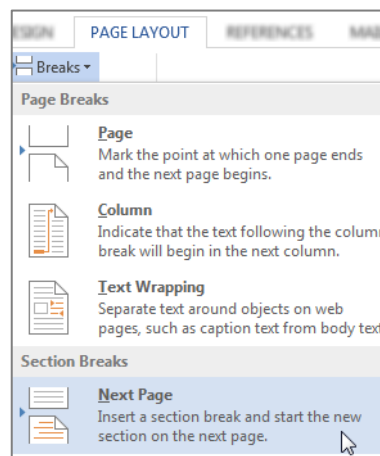 ESIGN PAGE LAYOUT REFERENCES MAI
Breaks
Page Breaks
Page
Mark the point at which one page ends
and the next page begins.
Column
Indicate that the text following the colum
break will begin in the next column.
Text Wrapping
Separate text around objects on web
pages, such as caption text from body text
Section Breaks
Next Page
Insert a section break and start the new
section on the next page.